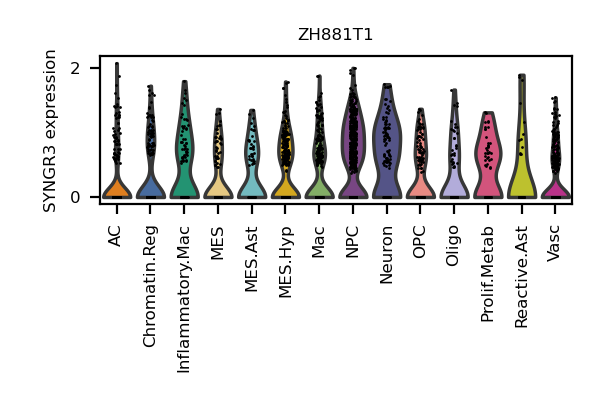 ZH881T1
SYNGR3 expression
2
0
AC
Chromatin.Reg
Inflammatory.Mac
MES
MES.Ast
MES.Hyp
Mac
NPC
Neuron
OPC
Oligo
Prolif.Metab
Reactive.Ast
Vasc